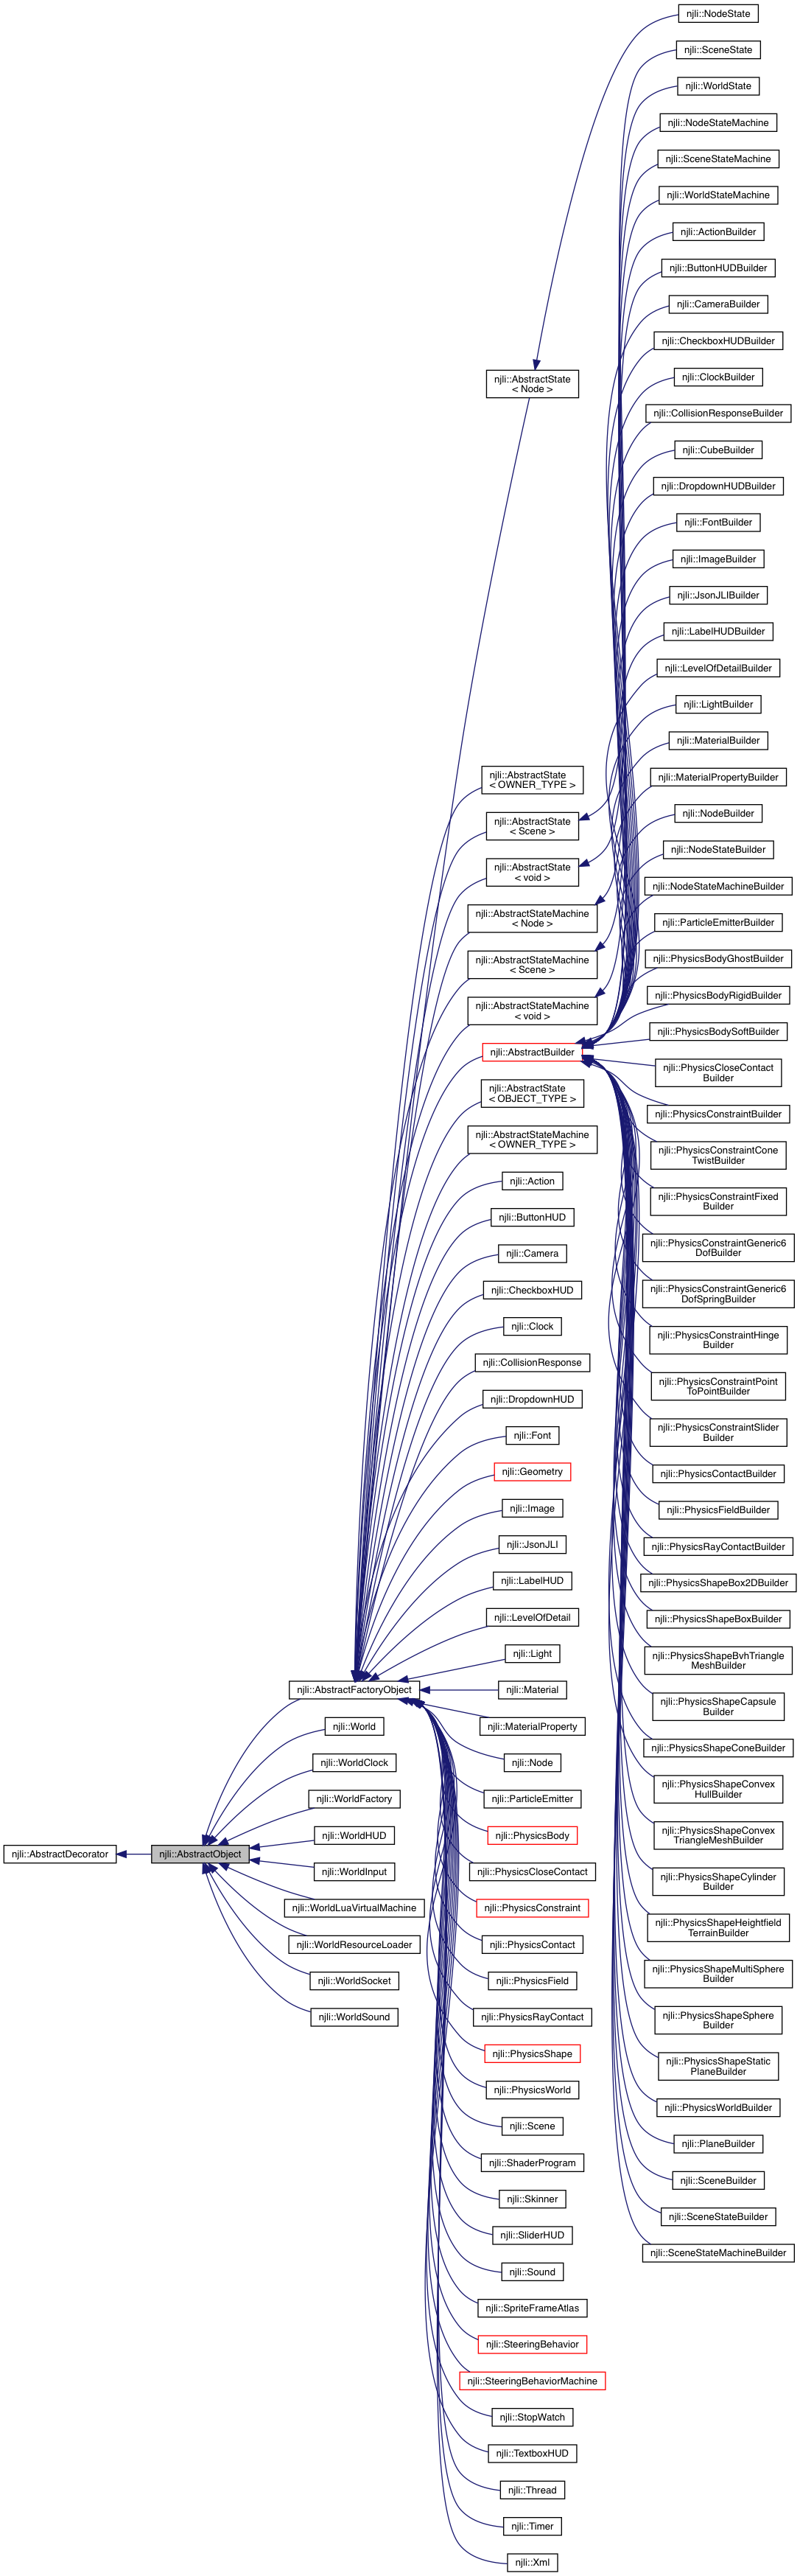 njli::NodeState
njli::SceneState
njli::WorldState
njli::NodeStateMachine
njli::SceneStateMachine
njli::WorldStateMachine
njli::ActionBuilder
njli::ButtonHUDBuilder
njli::CameraBuilder
njli::CheckboxHUDBuilder
njli::ClockBuilder
njli::CollisionResponseBuilder
njli::CubeBuilder
njli::DropdownHUDBuilder
njli::FontBuilder
njli::ImageBuilder
njli::JsonJLIBuilder
njli::LabelHUDBuilder
njli::LevelOfDetailBuilder
njli::LightBuilder
njli::MaterialBuilder
njli::MaterialPropertyBuilder
njli::NodeBuilder
njli::NodeStateBuilder
njli::NodeStateMachineBuilder
njli::ParticleEmitterBuilder
njli::PhysicsBodyGhostBuilder
njli::PhysicsBodyRigidBuilder
njli::PhysicsBodySoftBuilder
njli::PhysicsCloseContact
Builder
njli::PhysicsConstraintBuilder
njli::PhysicsConstraintCone
TwistBuilder
njli::PhysicsConstraintFixed
Builder
njli::PhysicsConstraintGeneric6
DofBuilder
njli::PhysicsConstraintGeneric6
DofSpringBuilder
njli::PhysicsConstraintHinge
Builder
njli::PhysicsConstraintPoint
ToPointBuilder
njli::PhysicsConstraintSlider
Builder
njli::PhysicsContactBuilder
njli::PhysicsFieldBuilder
njli::PhysicsRayContactBuilder
njli::PhysicsShapeBox2DBuilder
njli::PhysicsShapeBoxBuilder
njli::PhysicsShapeBvhTriangle
MeshBuilder
njli::PhysicsShapeCapsule
Builder
njli::PhysicsShapeConeBuilder
njli::PhysicsShapeConvex
HullBuilder
njli::PhysicsShapeConvex
TriangleMeshBuilder
njli::PhysicsShapeCylinder
Builder
njli::PhysicsShapeHeightfield
TerrainBuilder
njli::PhysicsShapeMultiSphere
Builder
njli::PhysicsShapeSphere
Builder
njli::PhysicsShapeStatic
PlaneBuilder
njli::PhysicsWorldBuilder
njli::PlaneBuilder
njli::SceneBuilder
njli::SceneStateBuilder
njli::SceneStateMachineBuilder
njli::AbstractState
< Node >
njli::AbstractState
< OWNER_TYPE >
njli::AbstractState
< Scene >
njli::AbstractState
< void >
njli::AbstractStateMachine
< Node >
njli::AbstractStateMachine
< Scene >
njli::AbstractStateMachine
< void >
njli::AbstractBuilder
njli::AbstractState
< OBJECT_TYPE >
njli::AbstractStateMachine
< OWNER_TYPE >
njli::Action
njli::ButtonHUD
njli::Camera
njli::CheckboxHUD
njli::Clock
njli::CollisionResponse
njli::DropdownHUD
njli::Font
njli::Geometry
njli::Image
njli::JsonJLI
njli::LabelHUD
njli::LevelOfDetail
njli::Light
njli::Material
njli::MaterialProperty
njli::Node
njli::ParticleEmitter
njli::PhysicsBody
njli::PhysicsCloseContact
njli::PhysicsConstraint
njli::PhysicsContact
njli::PhysicsField
njli::PhysicsRayContact
njli::PhysicsShape
njli::PhysicsWorld
njli::Scene
njli::ShaderProgram
njli::Skinner
njli::SliderHUD
njli::Sound
njli::SpriteFrameAtlas
njli::SteeringBehavior
njli::SteeringBehaviorMachine
njli::StopWatch
njli::TextboxHUD
njli::Thread
njli::Timer
njli::Xml
njli::AbstractFactoryObject
njli::World
njli::WorldClock
njli::WorldFactory
njli::WorldHUD
njli::WorldInput
njli::WorldLuaVirtualMachine
njli::WorldResourceLoader
njli::WorldSocket
njli::WorldSound
njli::AbstractDecorator
njli::AbstractObject